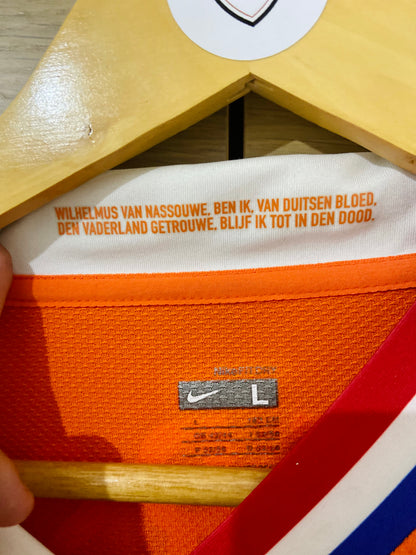 WILHELMUS VAN NASSOUWE, BEN IK, VAN DUITSEN BLOED,
DEN VADERLAND GETROUWE, BLIJF IK TOT IN DEN DOOD.
L
L